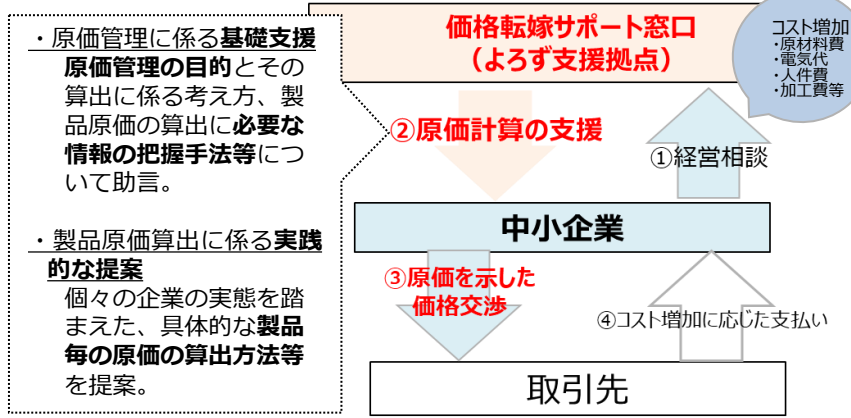 ・原価管理に係る基礎支援
原価管理の目的とその
算出に係る考え方、製
品原価の算出に必要な
情報の把握手法等につ
いて助言。
・製品原価算出に係る実践
的な提案
個々の企業の実態を踏
まえた、具体的な製品
毎の原価の算出方法等
を提案。
価格転嫁サポート窓口
（よろず支援拠点）
コスト増加
・原材料費
・電気代
・人件費
・加工費等
②原価計算の支援
①経営相談
中小企業
③原価を示した
価格交渉
④コスト増加に応じた支払い
取引先